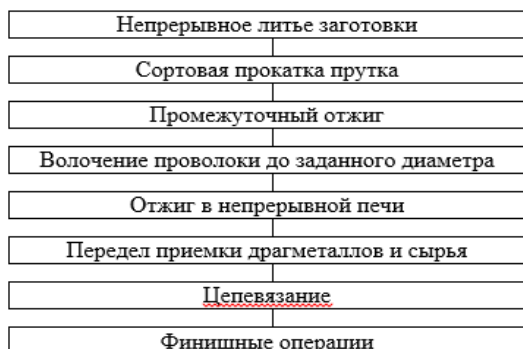 Непрерывное литье заготовки
Сортовая прокатка прутка
Промежуточный отжиг
Волочение проволоки до заданного диаметра
Отжиг в непрерывной печи
Передел приемки драгметаллов и сырья
Цепевязание
Финишные операции